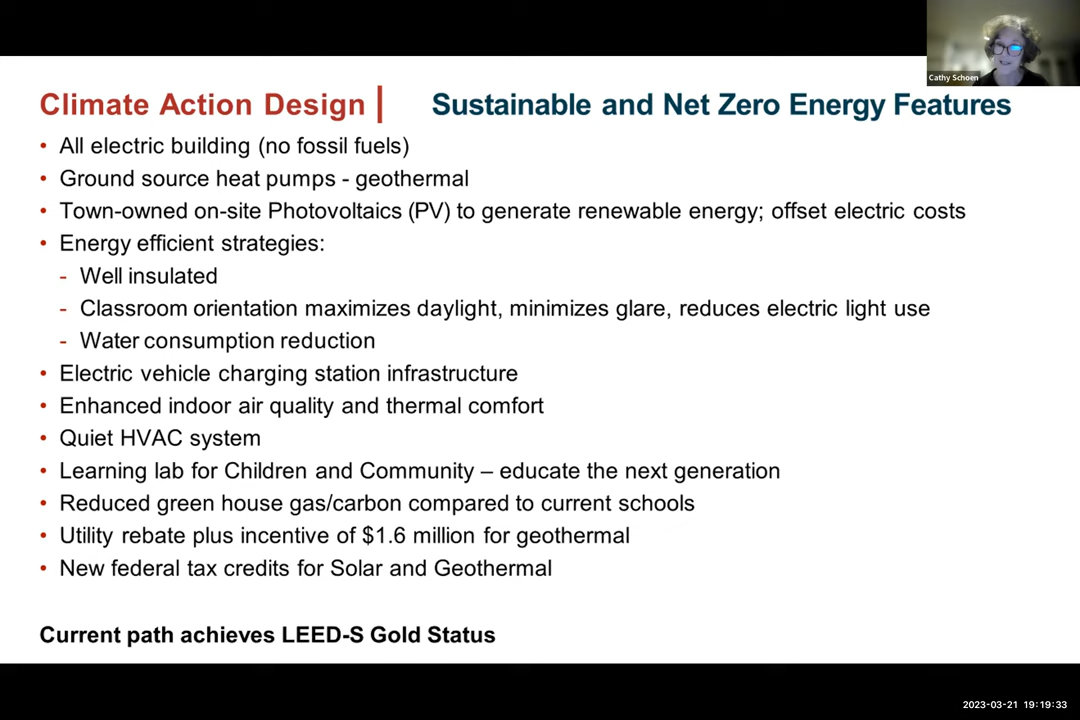 Cathy Schoen
Climate Action Design | Sustainable and Net Zero Energy Features
• All electric building (no fossil fuels)
• Ground source heat pumps - geothermal
• Town-owned on-site Photovoltaics (PV) to generate renewable energy; offset electric costs
• Energy efficient strategies:
- Well insulated
- Classroom orientation maximizes daylight, minimizes glare, reduces electric light use
- Water consumption reduction
• Electric vehicle charging station infrastructure
• Enhanced indoor air quality and thermal comfort
• Quiet HVAC system
• Learning lab for Children and Community – educate the next generation
• Reduced green house gas/carbon compared to current schools
• Utility rebate plus incentive of $1.6 million for geothermal
• New federal tax credits for Solar and Geothermal
Current path achieves LEED-S Gold Status
2023-03-21 19:19:33